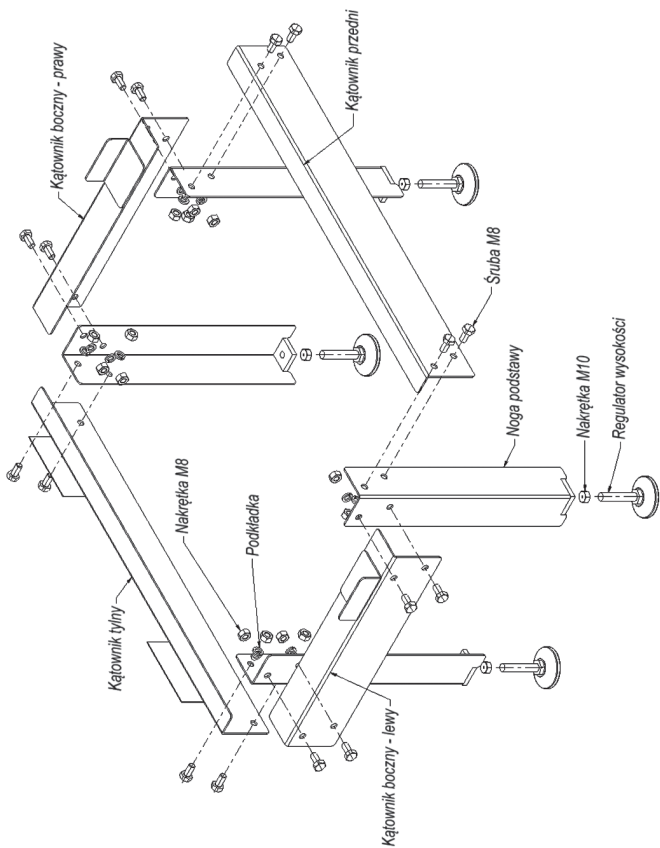 Kątownik boczny - prawy
Kątownik przedni
Śruba M8
Kątownik tylny
Nakrętka M8
Podkładka
Noga podstawy
Nakrętka M10
Regulator wysokości
Kątownik boczny - lewy